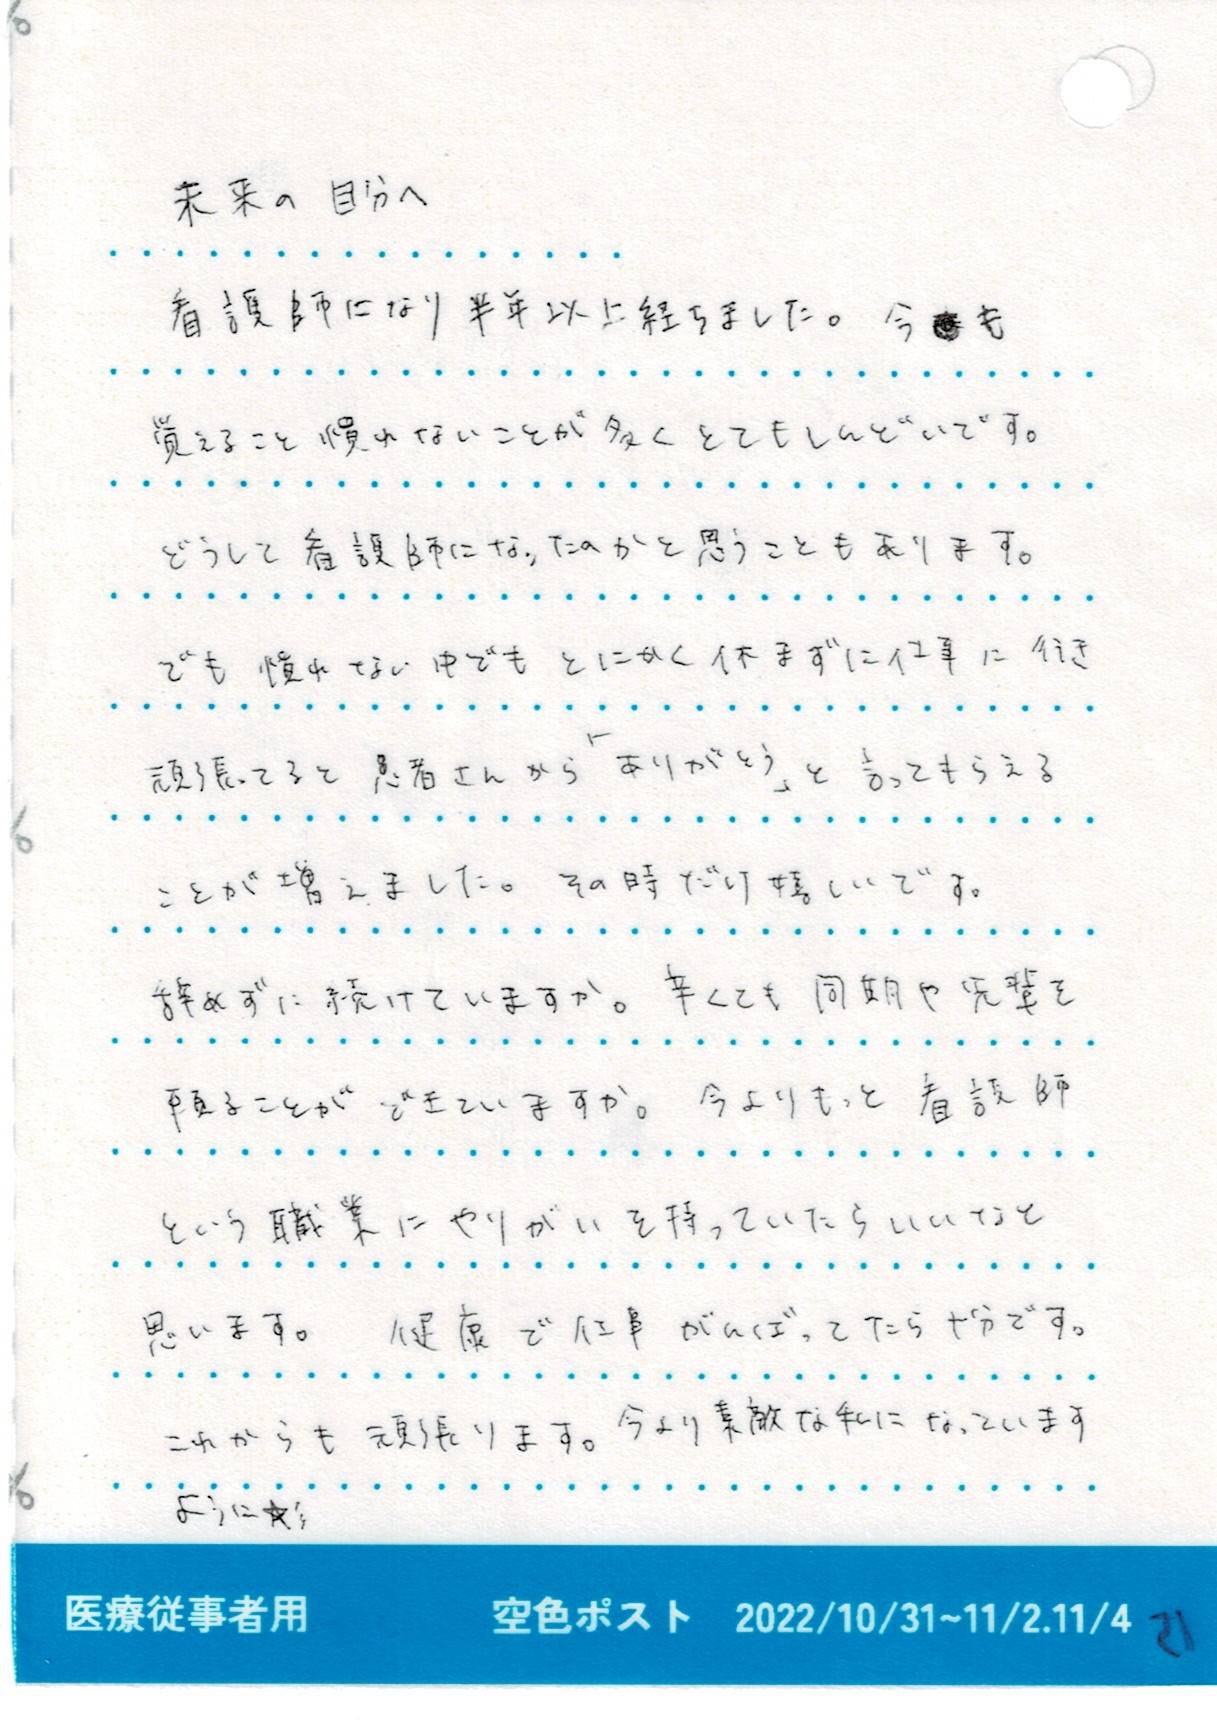 未来の自分へ
看護師になり半年以上経ちました。今も
覚えること慣れないことが多くとてもしんどいです。
どうして看護師になったのかと思うこともあります。
でも慣れない中でもとにかく休まずに仕事に行き
頑張ってると患者さんから「ありがとう」と言ってもらえる
ことが増えました。その時だけ嬉しいです。
辞めずに続けていますか。辛くても同期や先輩を
頼ることができていますか。今よりもっと看護師
という職業にやりがいを持っていたらいいなと
思います。 健康で仕事がんばってたら十分です。
これからも頑張ります。今より素敵な私になっています
ように☆彡
医療従事者用 空色ポスト 2022/10/31~11/2.11/4